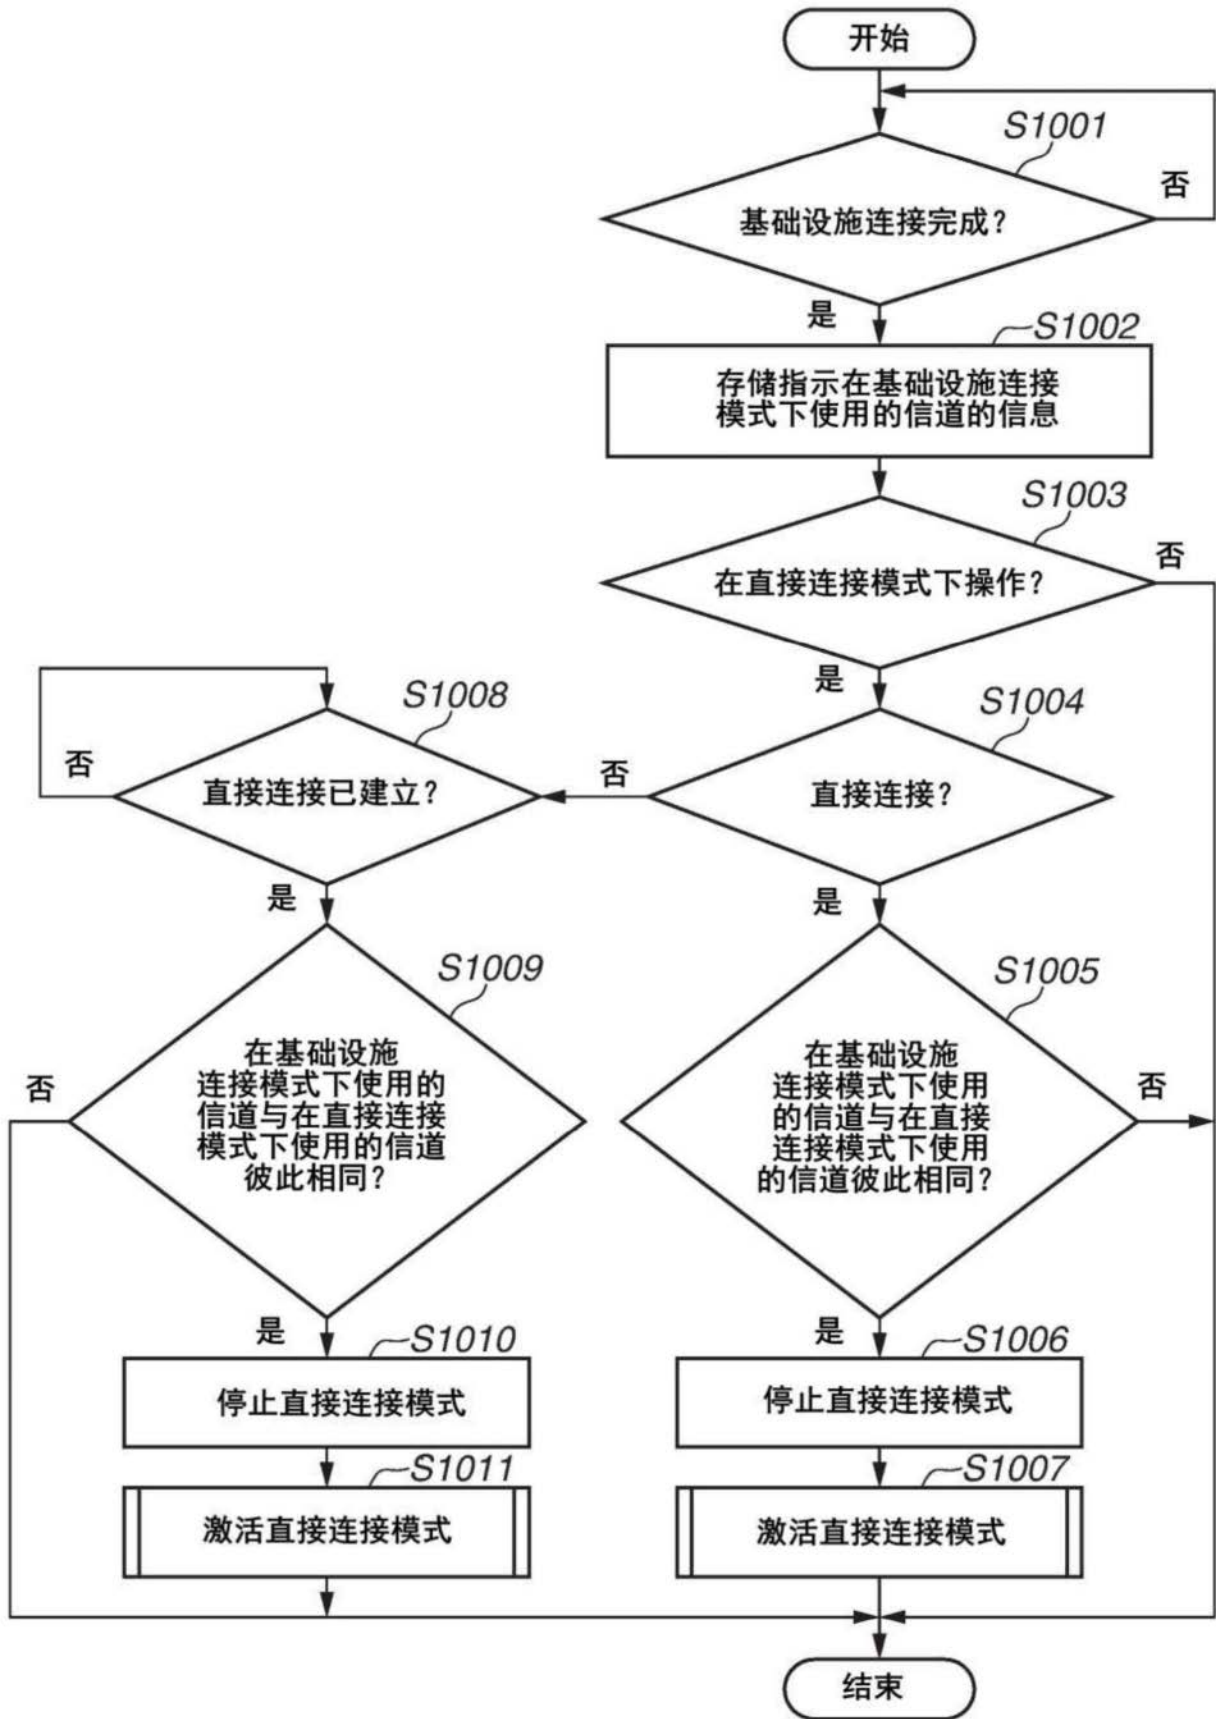 开始
S1001
否
基础设施连接完成？
是
S1002
存储指示在基础设施连接
模式下使用的信道的信息
S1003
否
在直接连接模式下操作？
是
S1008
S1004
否
直接连接已建立？
否
直接连接？
是
是
S1009
S1005
否
在基础设施
连接模式下使用的
信道与在直接连接
模式下使用的信道
彼此相同？
在基础设施
连接模式下使用
的信道与在直接
连接模式下使用
的信道彼此相同？
否
是
S1010
是
S1006
停止直接连接模式
停止直接连接模式
S1011
S1007
激活直接连接模式
激活直接连接模式
结束